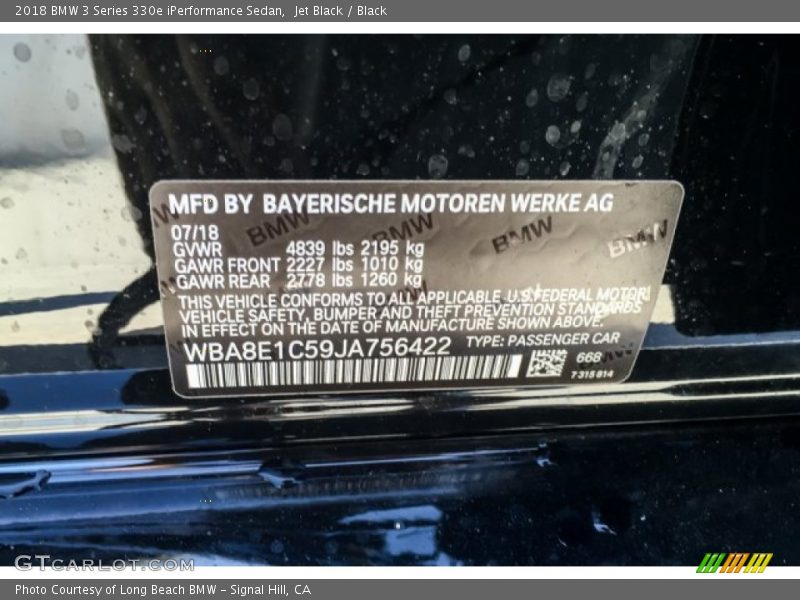 2018 BMW 3 Series 330e iPerformance Sedan, Jet Black / Black
MFD BY BAYERISCHE MOTOREN WERKE AG
07/18
GVWR 4839 lbs 2195 kg
GAWR FRONT 2227 lbs 1010 kg
GAWR REAR 2778 lbs 1260 kg
THIS VEHICLE CONFORMS TO ALL APPLICABLE U.S. FEDERAL MOTOR
VEHICLE SAFETY, BUMPER AND THEFT PREVENTION STANDARDS
IN EFFECT ON THE DATE OF MANUFACTURE SHOWN ABOVE.
WBA8E1C59JA756422 TYPE: PASSENGER CAR
668
7 315 814
BMW BMW BMW BMW
GTCARLOT.COM
Photo Courtesy of Long Beach BMW – Signal Hill, CA